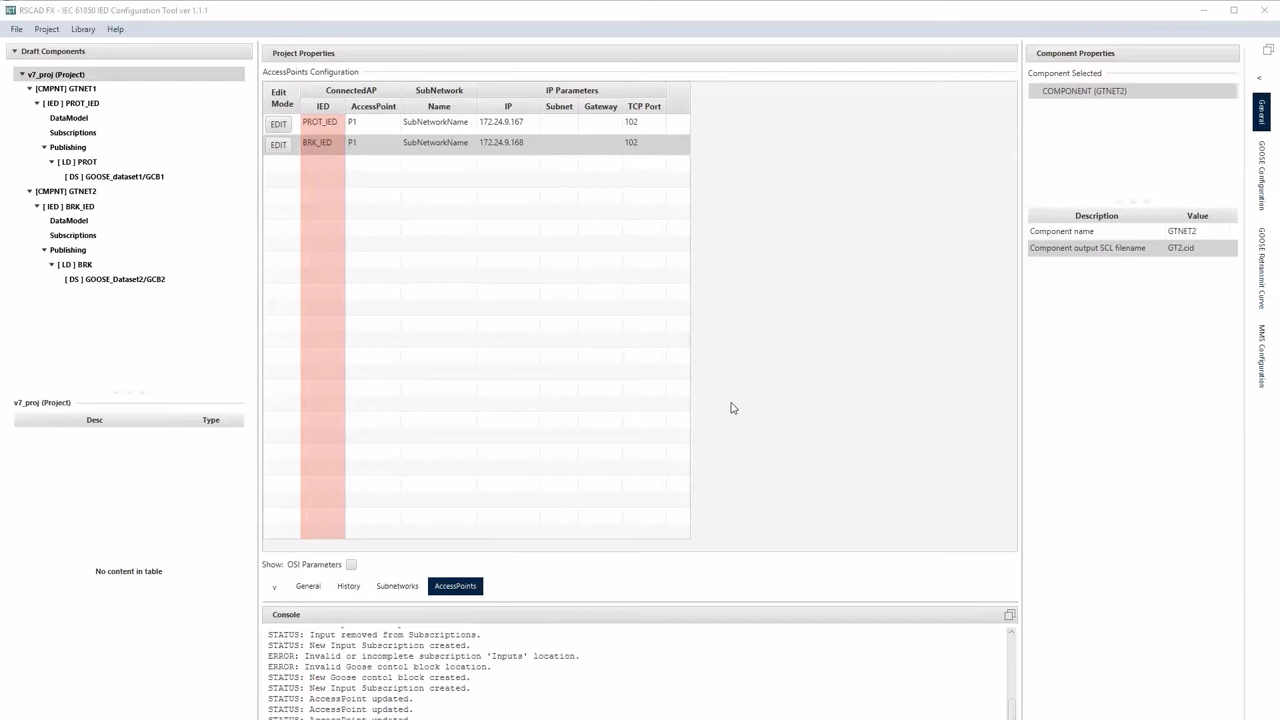 RSCAD FX - IEC 61850 IED Configuration Tool ver 1.1.1
File Project Library Help
Draft Components
v7_proj (Project)
[CMPNT] GTNET1
[ IED ] PROT_IED
DataModel
Subscriptions
Publishing
[ LD ] PROT
[ DS ] GOOSE_dataset1/GCB1
[CMPNT] GTNET2
[ IED ] BRK_IED
DataModel
Subscriptions
Publishing
[ LD ] BRK
[ DS ] GOOSE_Dataset2/GCB2
v7_proj (Project)
Desc Type
No content in table
Project Properties
AccessPoints Configuration
Edit Mode ConnectedAP SubNetwork IP Parameters
IED AccessPoint Name IP Subnet Gateway TCP Port
EDIT PROT_IED P1 SubNetworkName 172.24.9.167 102
EDIT BRK_IED P1 SubNetworkName 172.24.9.168 102
Show: OSI Parameters
v General History Subnetworks AccessPoints
Console
STATUS: Input removed from Subscriptions.
STATUS: New Input Subscription created.
ERROR: Invalid or incomplete subscription 'Inputs' location.
ERROR: Invalid Goose contol block location.
STATUS: New Goose contol block created.
STATUS: New Input Subscription created.
STATUS: AccessPoint updated.
STATUS: AccessPoint updated.
STATUS: AccessPoint updated.
Component Properties
Component Selected
COMPONENT (GTNET2)
Description Value
Component name GTNET2
Component output SCL filename GT2.cid
<
General
GOOSE Configuration
GOOSE Retransmit Curve
MMS Configuration